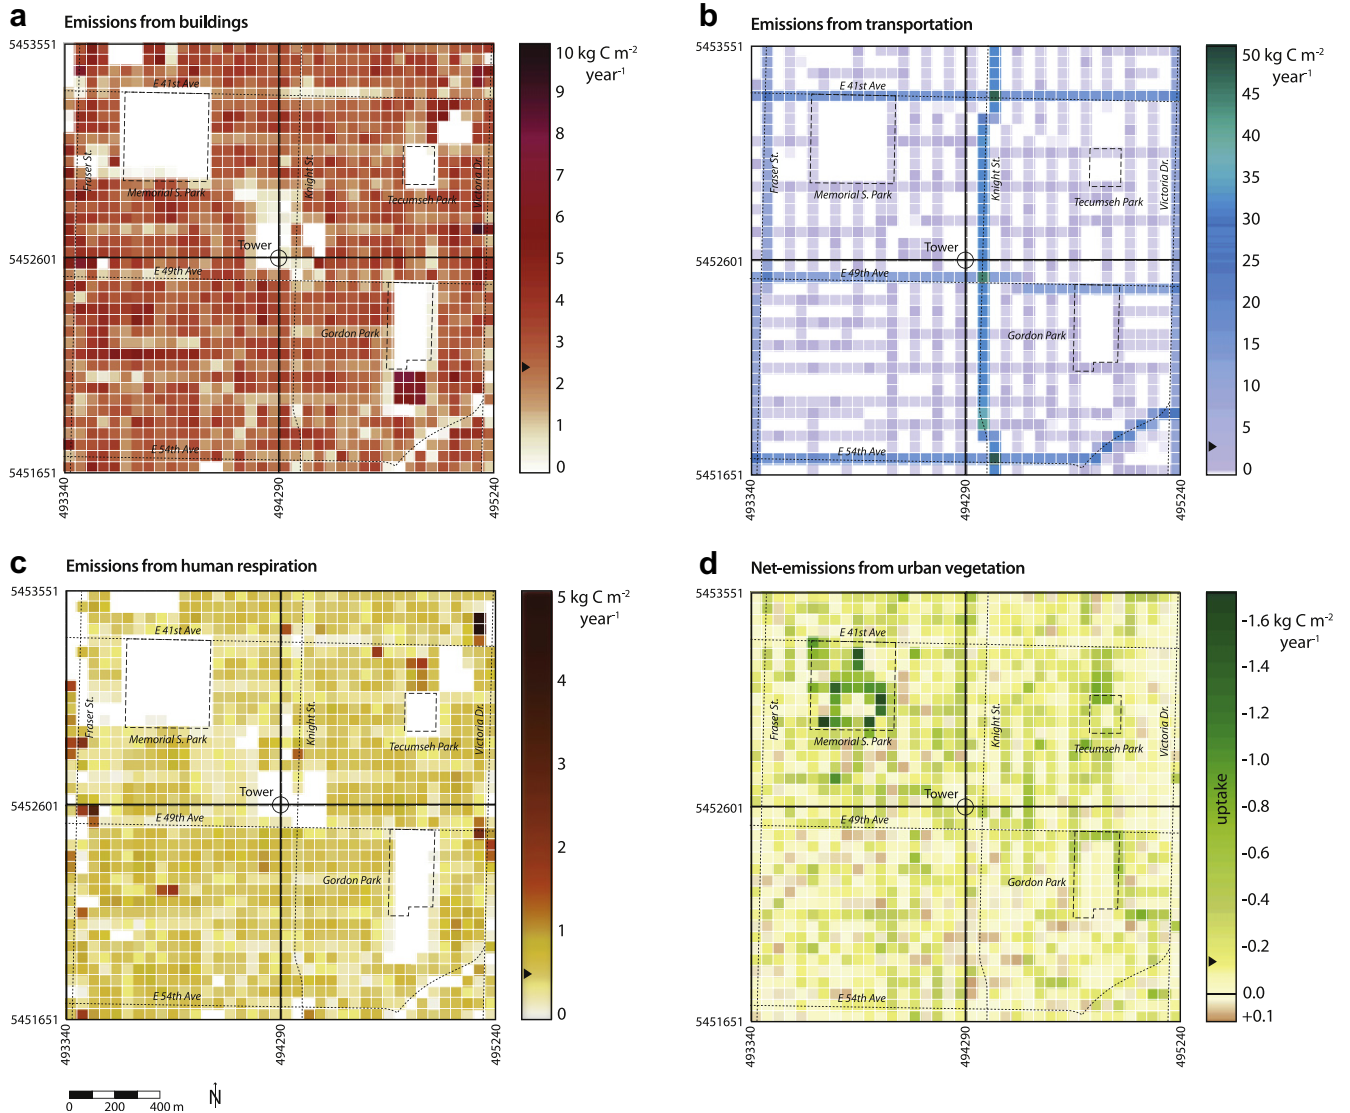 a Emissions from buildings
5453551
E 41st Ave
Fraser St.
Memorial S. Park
Knight St.
Tecumseh Park
Victoria Dr.
Tower
5452601
E 49th Ave
Gordon Park
E 54th Ave
5451651
493340 494290 495240
10 kg C m-2
year-1
9
8
7
6
5
4
3
2
1
0
b Emissions from transportation
5453551
E 41st Ave
Fraser St.
Memorial S. Park
Knight St.
Tecumseh Park
Victoria Dr.
Tower
5452601
E 49th Ave
Gordon Park
E 54th Ave
5451651
493340 494290 495240
50 kg C m-2
year-1
45
40
35
30
25
20
15
10
5
0
c Emissions from human respiration
5453551
E 41st Ave
Fraser St.
Memorial S. Park
Knight St.
Tecumseh Park
Victoria Dr.
Tower
5452601
E 49th Ave
Gordon Park
E 54th Ave
5451651
493340 494290 495240
5 kg C m-2
year-1
4
3
2
1
0
d Net-emissions from urban vegetation
5453551
E 41st Ave
Fraser St.
Memorial S. Park
Knight St.
Tecumseh Park
Victoria Dr.
Tower
5452601
E 49th Ave
Gordon Park
E 54th Ave
5451651
493340 494290 495240
-1.6 kg C m-2
year-1
-1.4
-1.2
-1.0
-0.8
-0.6
-0.4
-0.2
0.0
+0.1
uptake
0 200 400 m
N